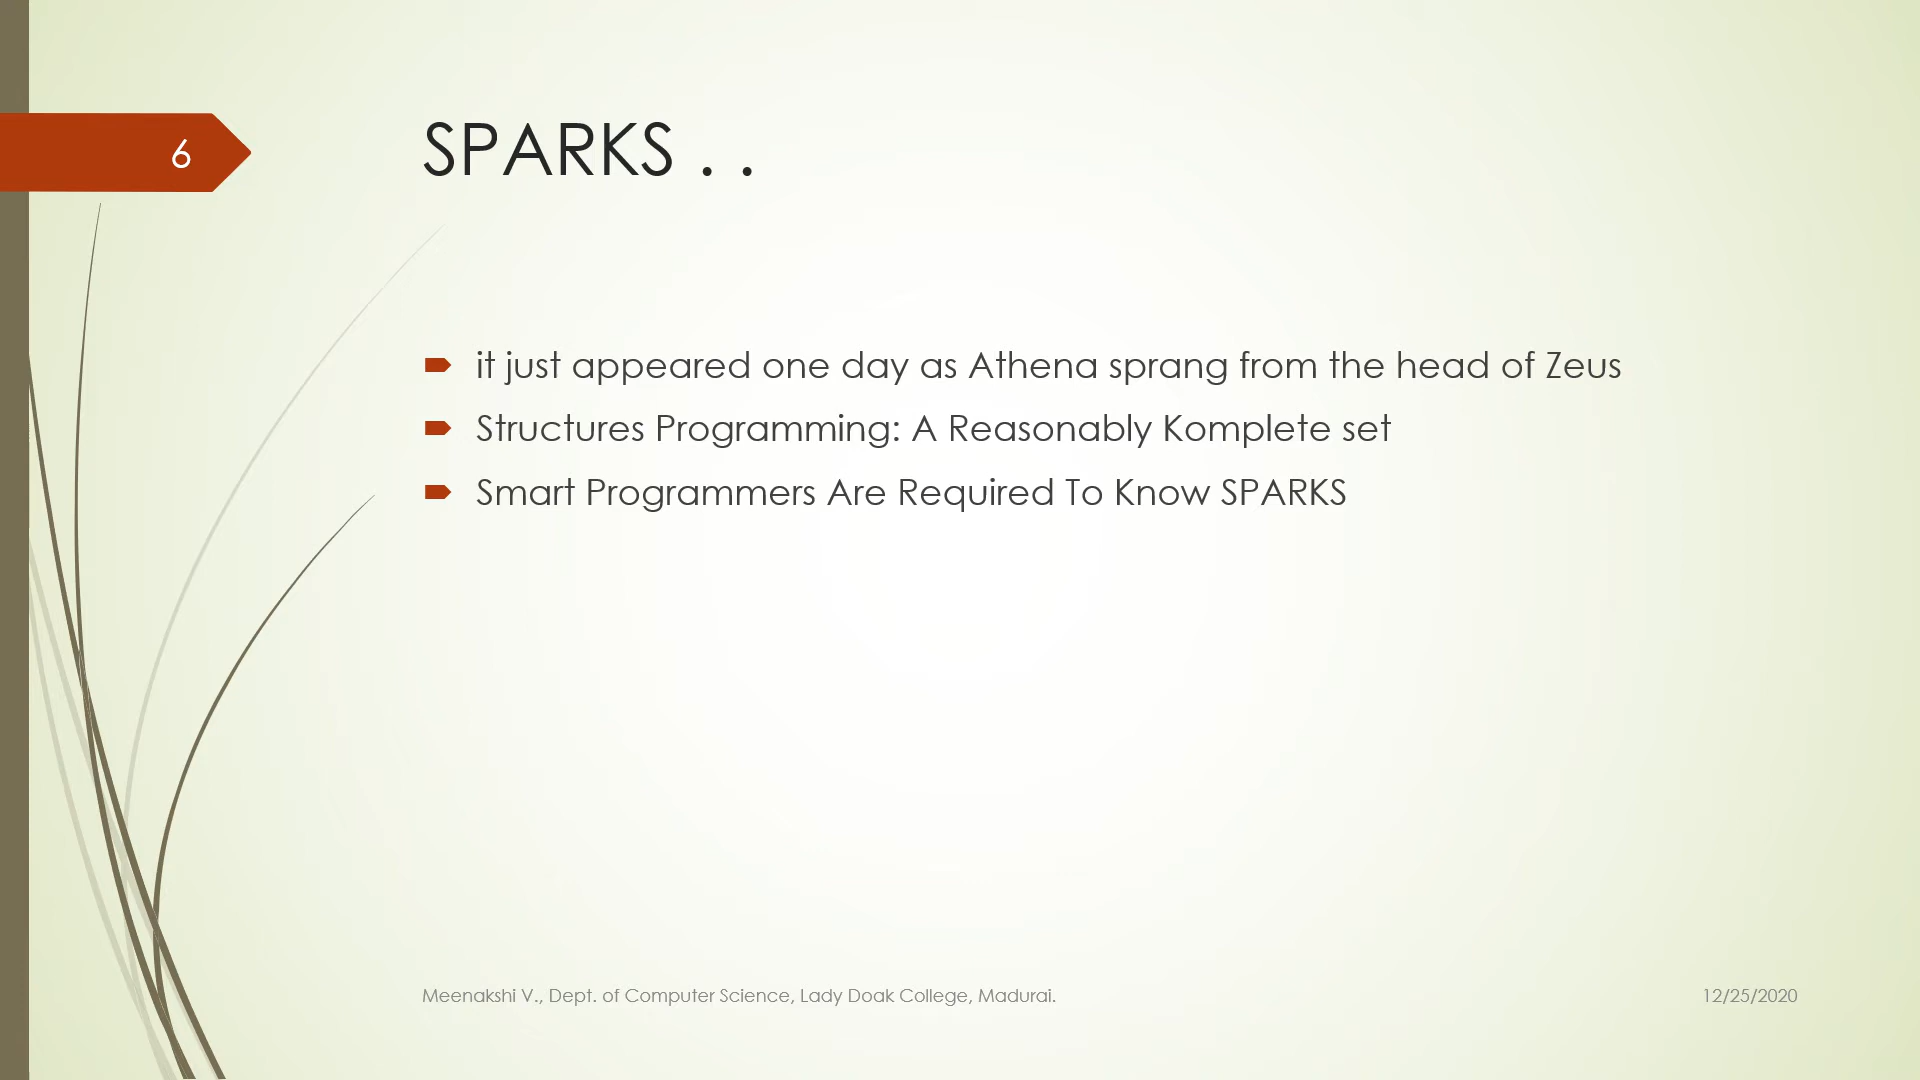 6
SPARKS . .
it just appeared one day as Athena sprang from the head of Zeus
Structures Programming: A Reasonably Komplete set
Smart Programmers Are Required To Know SPARKS
Meenakshi V., Dept. of Computer Science, Lady Doak College, Madurai.
12/25/2020